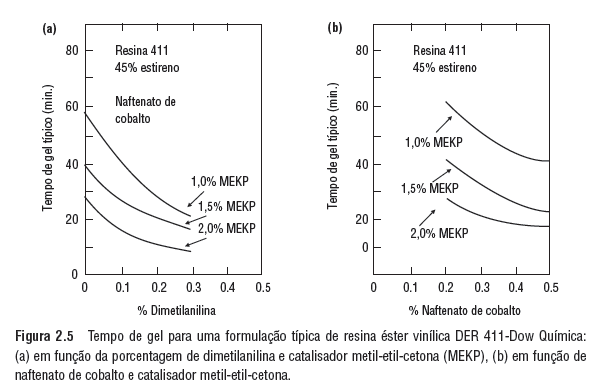 (a)
Tempo de gel típico (min.)
80
60
40
20
0
Resina 411
45% estireno
Naftenato de
cobalto
1,0% MEKP
1,5% MEKP
2,0% MEKP
0 0.1 0.2 0.3 0.4 0.5
% Dimetilanilina
(b)
Tempo de gel típico (min.)
80
60
40
20
0
Resina 411
45% estireno
1,0% MEKP
1,5% MEKP
2,0% MEKP
0 0.1 0.2 0.3 0.4 0.5
% Naftenato de cobalto
Figura 2.5 Tempo de gel para uma formulação típica de resina éster vinílica DER 411-Dow Química:
(a) em função da porcentagem de dimetilanilina e catalisador metil-etil-cetona (MEKP), (b) em função de
naftenato de cobalto e catalisador metil-etil-cetona.